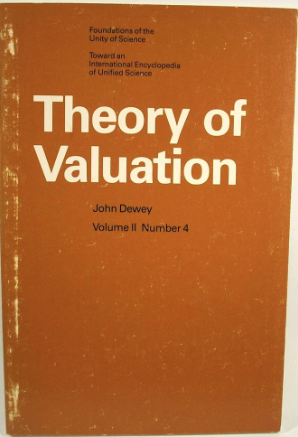 Foundations of the
Unity of Science
Toward an
International Encyclopedia
of Unified Science
Theory of
Valuation
John Dewey
Volume II Number 4